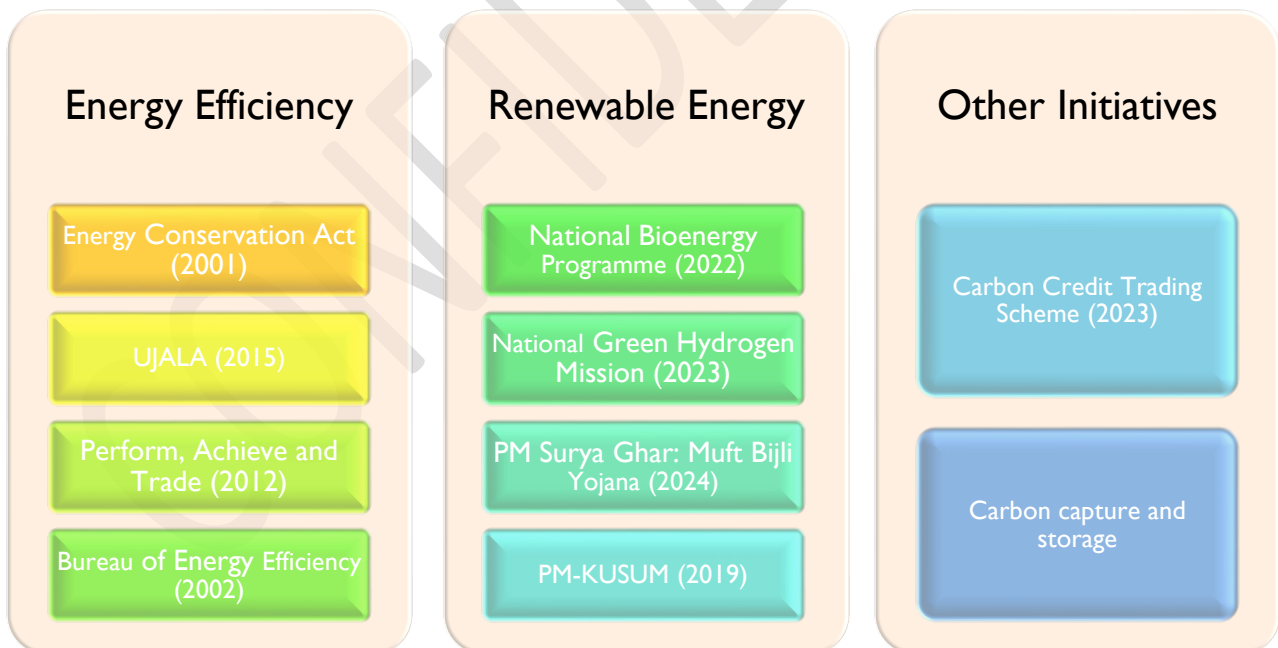 Energy Efficiency
Energy Conservation Act
(2001)
UJALA (2015)
Perform, Achieve and
Trade (2012)
Bureau of Energy Efficiency
(2002)
Renewable Energy
National Bioenergy
Programme (2022)
National Green Hydrogen
Mission (2023)
PM Surya Ghar: Muft Bijli
Yojana (2024)
PM-KUSUM (2019)
Other Initiatives
Carbon Credit Trading
Scheme (2023)
Carbon capture and
storage